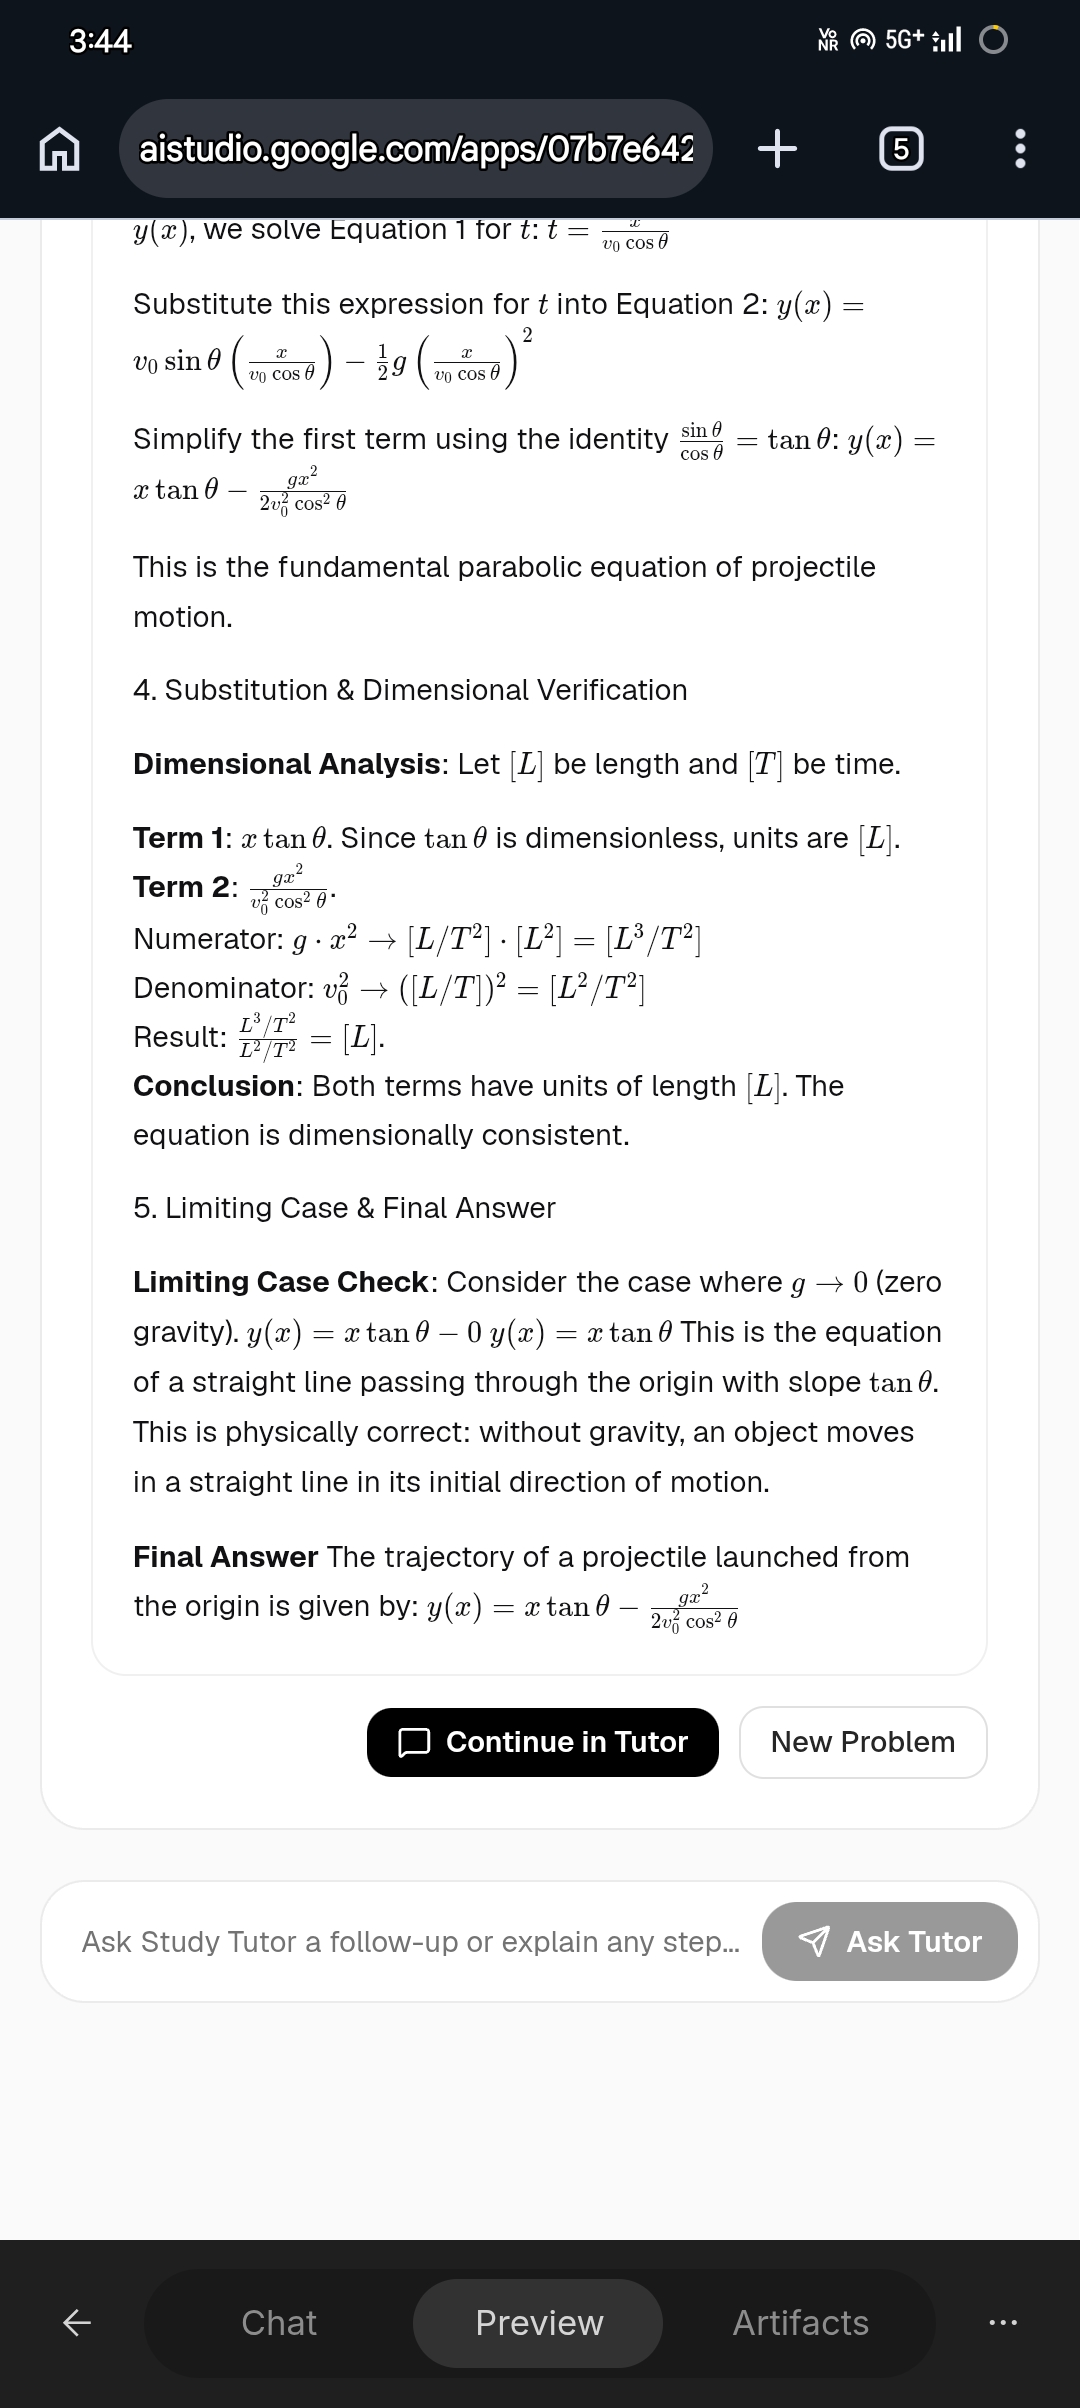 3:44
Vo NR 5G+
aistudio.google.com/apps/07b7e642
5
y(x), we solve Equation 1 for t: t = x / (v₀ cos θ)
Substitute this expression for t into Equation 2: y(x) =
v₀ sin θ (x / (v₀ cos θ)) − ½ g (x / (v₀ cos θ))²
Simplify the first term using the identity sin θ / cos θ = tan θ: y(x) =
x tan θ − gx² / (2v₀² cos² θ)
This is the fundamental parabolic equation of projectile
motion.
4. Substitution & Dimensional Verification
Dimensional Analysis: Let [L] be length and [T] be time.
Term 1: x tan θ. Since tan θ is dimensionless, units are [L].
Term 2: gx² / (v₀² cos² θ).
Numerator: g · x² → [L/T²] · [L²] = [L³/T²]
Denominator: v₀² → ([L/T])² = [L²/T²]
Result: (L³/T²) / (L²/T²) = [L].
Conclusion: Both terms have units of length [L]. The
equation is dimensionally consistent.
5. Limiting Case & Final Answer
Limiting Case Check: Consider the case where g → 0 (zero
gravity). y(x) = x tan θ − 0 y(x) = x tan θ This is the equation
of a straight line passing through the origin with slope tan θ.
This is physically correct: without gravity, an object moves
in a straight line in its initial direction of motion.
Final Answer The trajectory of a projectile launched from
the origin is given by: y(x) = x tan θ − gx² / (2v₀² cos² θ)
Continue in Tutor
New Problem
Ask Study Tutor a follow-up or explain any step...
Ask Tutor
Chat
Preview
Artifacts